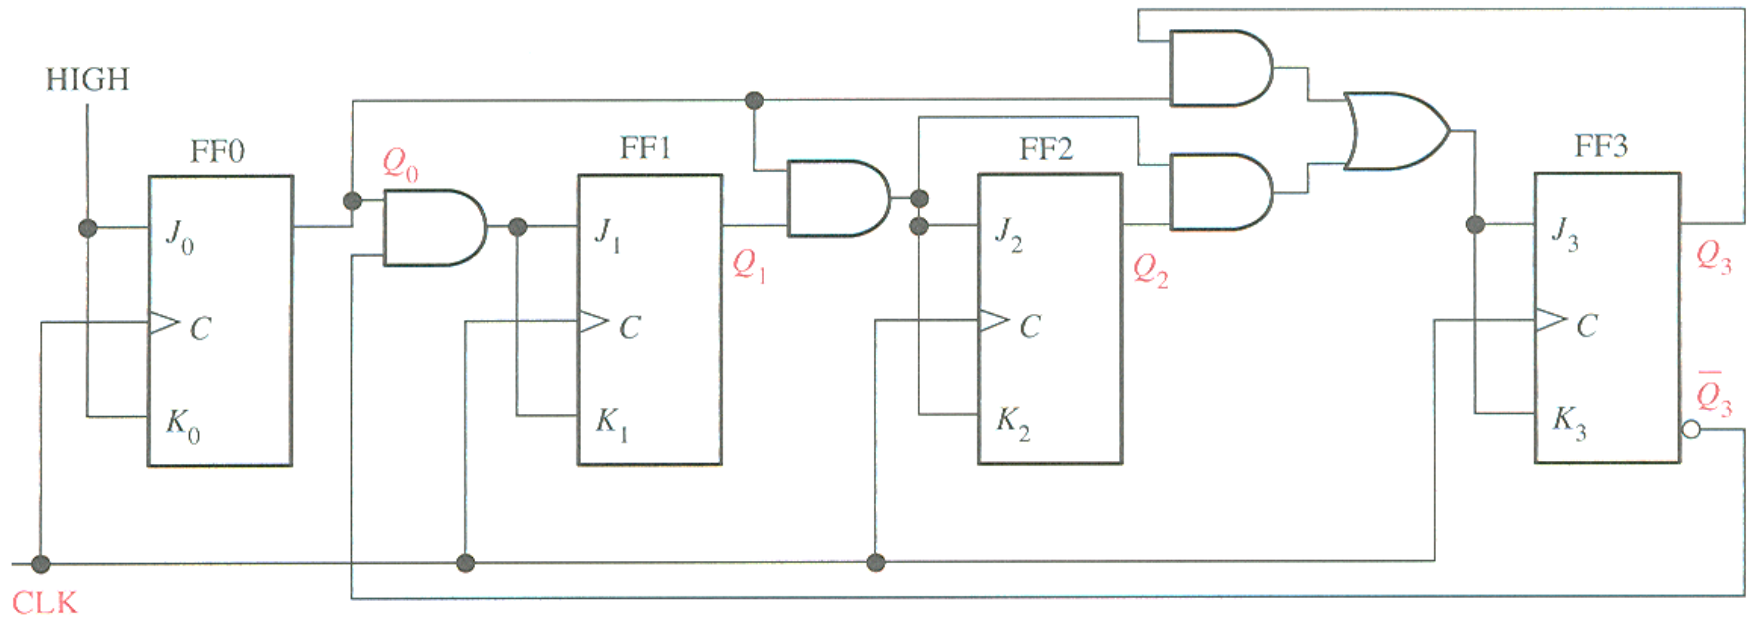 HIGH
FF0
FF1
FF2
FF3
Q₀
J₀
J₁
J₂
J₃
Q₁
Q₂
Q₃
C
C
C
C
K₀
K₁
K₂
K₃
Q̅₃
CLK